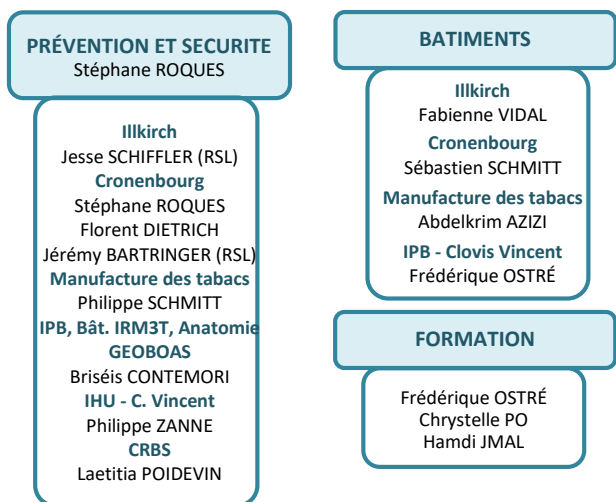 PRÉVENTION ET SECURITE
Stéphane ROQUES
Illkirch
Jesse SCHIFFLER (RSL)
Cronenbourg
Stéphane ROQUES
Florent DIETRICH
Jérémy BARTRINGER (RSL)
Manufacture des tabacs
Philippe SCHMITT
IPB, Bât. IRM3T, Anatomie
GEOBOAS
Briséis CONTEMORI
IHU - C. Vincent
Philippe ZANNE
CRBS
Laetitia POIDEVIN
BATIMENTS
Illkirch
Fabienne VIDAL
Cronenbourg
Sébastien SCHMITT
Manufacture des tabacs
Abdelkrim AZIZI
IPB - Clovis Vincent
Frédérique OSTRÉ
FORMATION
Frédérique OSTRÉ
Chrystelle PO
Hamdi JMAL